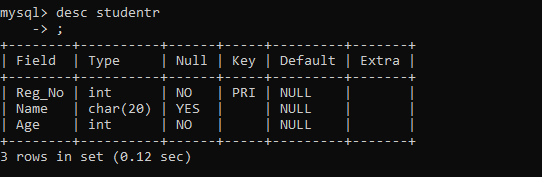 mysql> desc studentr
    -> ;
+--------+----------+------+-----+---------+-------+
| Field  | Type     | Null | Key | Default | Extra |
+--------+----------+------+-----+---------+-------+
| Reg_No | int      | NO   | PRI | NULL    |       |
| Name   | char(20) | YES  |     | NULL    |       |
| Age    | int      | NO   |     | NULL    |       |
+--------+----------+------+-----+---------+-------+
3 rows in set (0.12 sec)